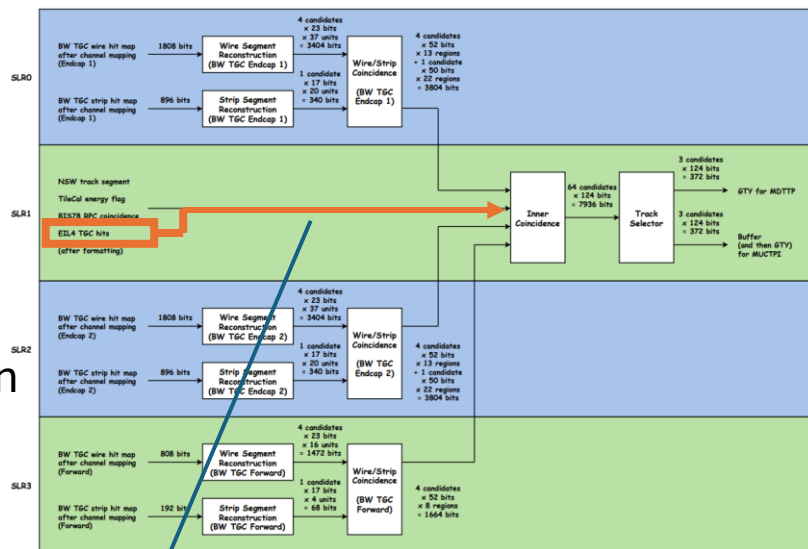 SLR0
BW TGC wire hit map
after channel mapping
(Endcap 1)
1808 bits
Wire Segment
Reconstruction
(BW TGC Endcap 1)
4 candidates
x 23 bits
x 37 units
= 3404 bits
BW TGC strip hit map
after channel mapping
(Endcap 1)
896 bits
Strip Segment
Reconstruction
(BW TGC Endcap 1)
1 candidate
x 17 bits
x 20 units
= 340 bits
Wire/Strip
Coincidence
(BW TGC
Endcap 1)
4 candidates
x 52 bits
x 13 regions
+ 1 candidate
x 50 bits
x 22 regions
= 3804 bits
SLR1
NSW track segment
TileCal energy flag
BIS78 RPC coincidence
EIL4 TGC hits
(after formatting)
Inner
Coincidence
64 candidates
x 124 bits
= 7936 bits
Track
Selector
3 candidates
x 124 bits
= 372 bits
GTY for MDTTP
3 candidates
x 124 bits
= 372 bits
Buffer
(and then GTY)
for MUCTPI
SLR2
BW TGC wire hit map
after channel mapping
(Endcap 2)
1808 bits
Wire Segment
Reconstruction
(BW TGC Endcap 2)
4 candidates
x 23 bits
x 37 units
= 3404 bits
BW TGC strip hit map
after channel mapping
(Endcap 2)
896 bits
Strip Segment
Reconstruction
(BW TGC Endcap 2)
1 candidate
x 17 bits
x 20 units
= 340 bits
Wire/Strip
Coincidence
(BW TGC
Endcap 2)
4 candidates
x 52 bits
x 13 regions
+ 1 candidate
x 50 bits
x 22 regions
= 3804 bits
n
SLR3
BW TGC wire hit map
after channel mapping
(Forward)
808 bits
Wire Segment
Reconstruction
(BW TGC Forward)
4 candidates
x 23 bits
x 16 units
= 1472 bits
BW TGC strip hit map
after channel mapping
(Forward)
192 bits
Strip Segment
Reconstruction
(BW TGC Forward)
1 candidate
x 17 bits
x 4 units
= 68 bits
Wire/Strip
Coincidence
(BW TGC
Forward)
4 candidates
x 52 bits
x 8 regions
= 1664 bits